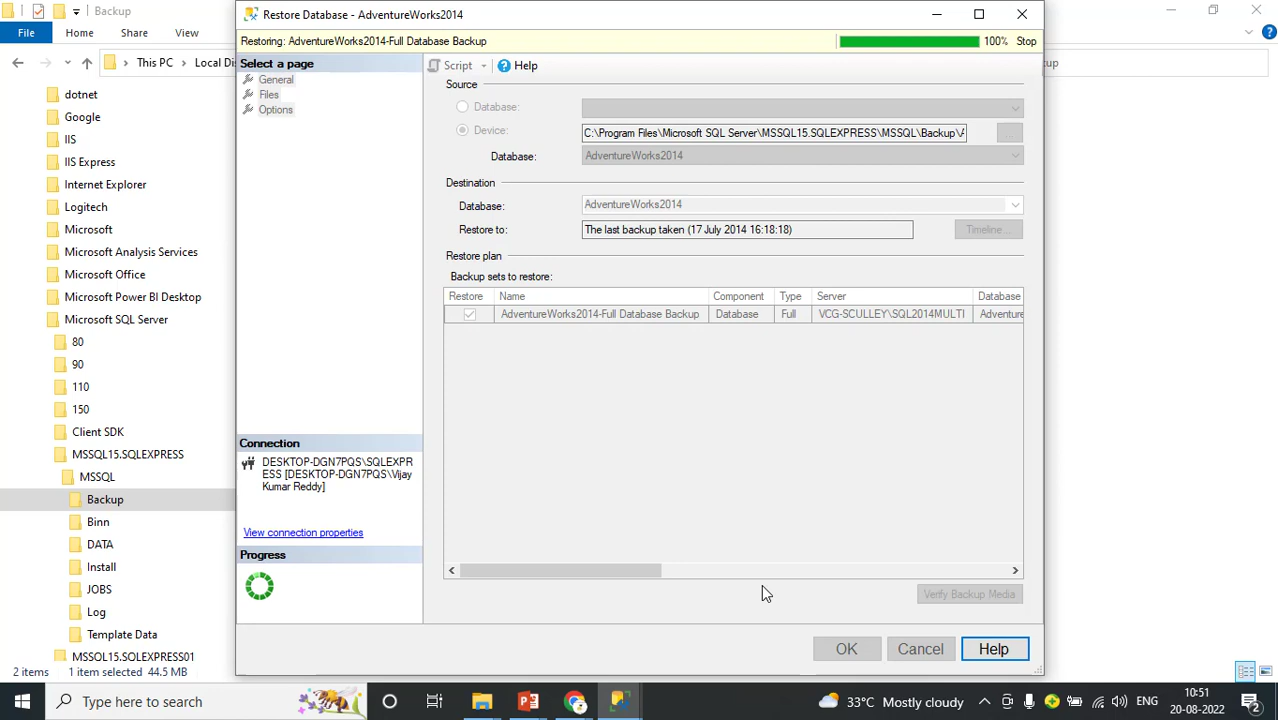 Backup
Restore Database - AdventureWorks2014
File
Home
Share
View
Restoring: AdventureWorks2014-Full Database Backup
100%
Stop
This PC
Local Dis
Select a page
Script
Help
General
Files
Options
Source
Database:
Device:
C:\Program Files\Microsoft SQL Server\MSSQL15.SQLEXPRESS\MSSQL\Backup\A
...
Database:
AdventureWorks2014
Destination
Database:
AdventureWorks2014
Restore to:
The last backup taken (17 July 2014 16:18:18)
Timeline...
Restore plan
Backup sets to restore:
Restore
Name
Component
Type
Server
Database
AdventureWorks2014-Full Database Backup
Database
Full
VCG-SCULLEY\SQL2014MULTI
Adventure
dotnet
Google
IIS
IIS Express
Internet Explorer
Logitech
Microsoft
Microsoft Analysis Services
Microsoft Office
Microsoft Power BI Desktop
Microsoft SQL Server
80
90
110
150
Client SDK
MSSQL15.SQLEXPRESS
MSSQL
Backup
Binn
DATA
Install
JOBS
Log
Template Data
MSSQL15.SQLEXPRESS01
Connection
DESKTOP-DGN7PQS\SQLEXPR
ESS [DESKTOP-DGN7PQS\Vijay
Kumar Reddy]
View connection properties
Progress
Verify Backup Media
OK
Cancel
Help
2 items
1 item selected 44.5 MB
Type here to search
33°C Mostly cloudy
ENG
10:51
20-08-2022
2